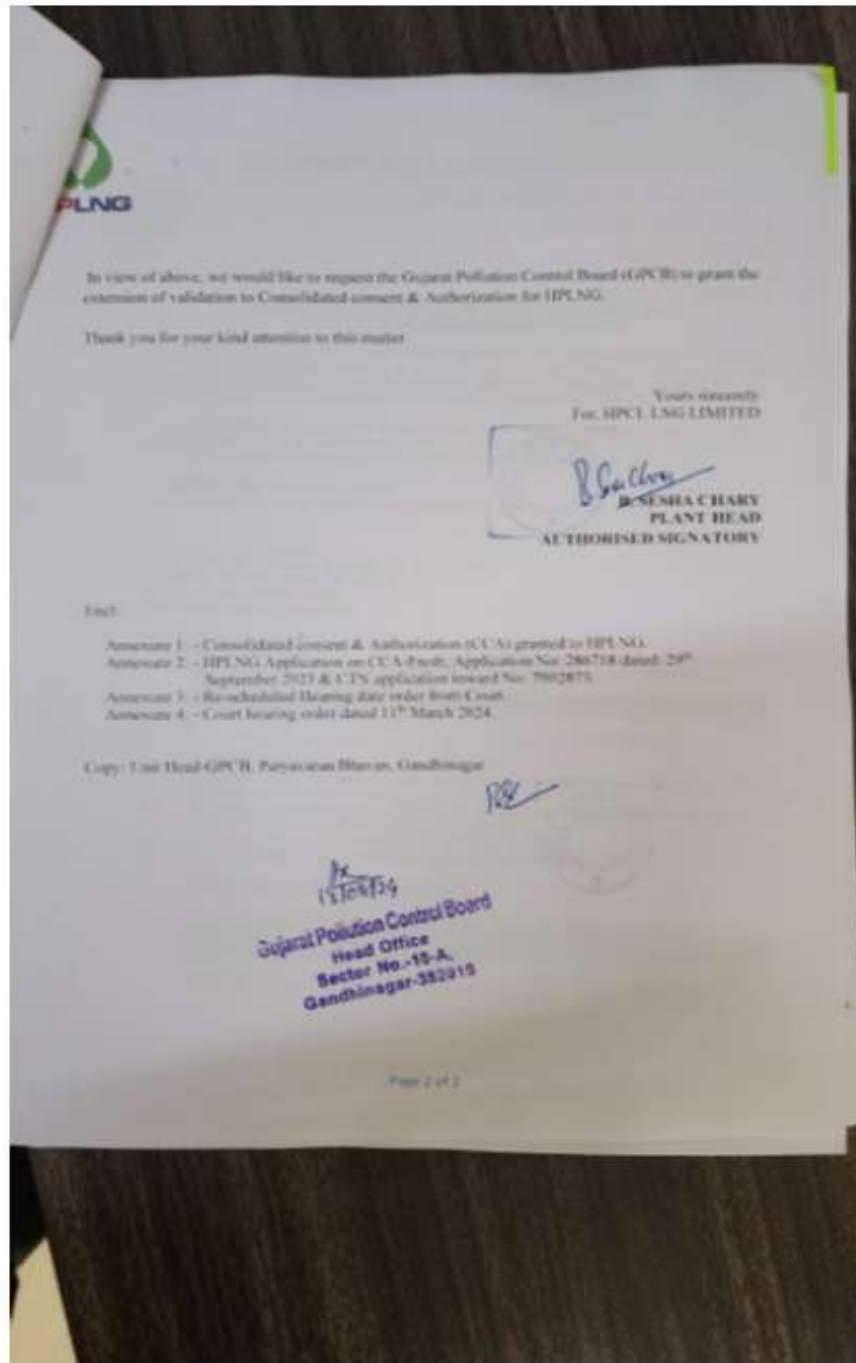 PLNG
In view of above, we would like to request the Gujarat Pollution Control Board (GPCB) to grant the
extension of validation to Consolidated consent & Authorization for HPLNG.
Thank you for your kind attention to this matter.
Yours sincerely
For, HPCL LNG LIMITED
B. SESHA CHARY
PLANT HEAD
AUTHORISED SIGNATORY
Encl:
Annexure 1: - Consolidated consent & Authorization (CCA) granted to HPLNG.
Annexure 2: - HPLNG Application on CCA-Fresh, Application No: 286718 dated: 29th
September 2023 & CTN application inward No: 7002873
Annexure 3: - Re-scheduled Hearing date order from Court.
Annexure 4: - Court hearing order dated 11th March 2024.
Copy: Unit Head-GPCB, Paryavaran Bhavan, Gandhinagar
Gujarat Pollution Control Board
Head Office
Sector No.-10-A,
Gandhinagar-382010
Page 2 of 2